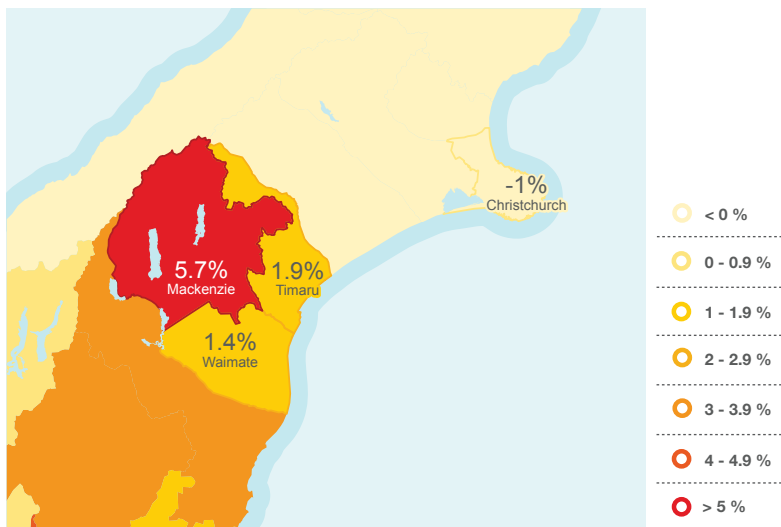 -1%
Christchurch
5.7%
Mackenzie
1.9%
Timaru
1.4%
Waimate
< 0 %
0 - 0.9 %
1 - 1.9 %
2 - 2.9 %
3 - 3.9 %
4 - 4.9 %
> 5 %